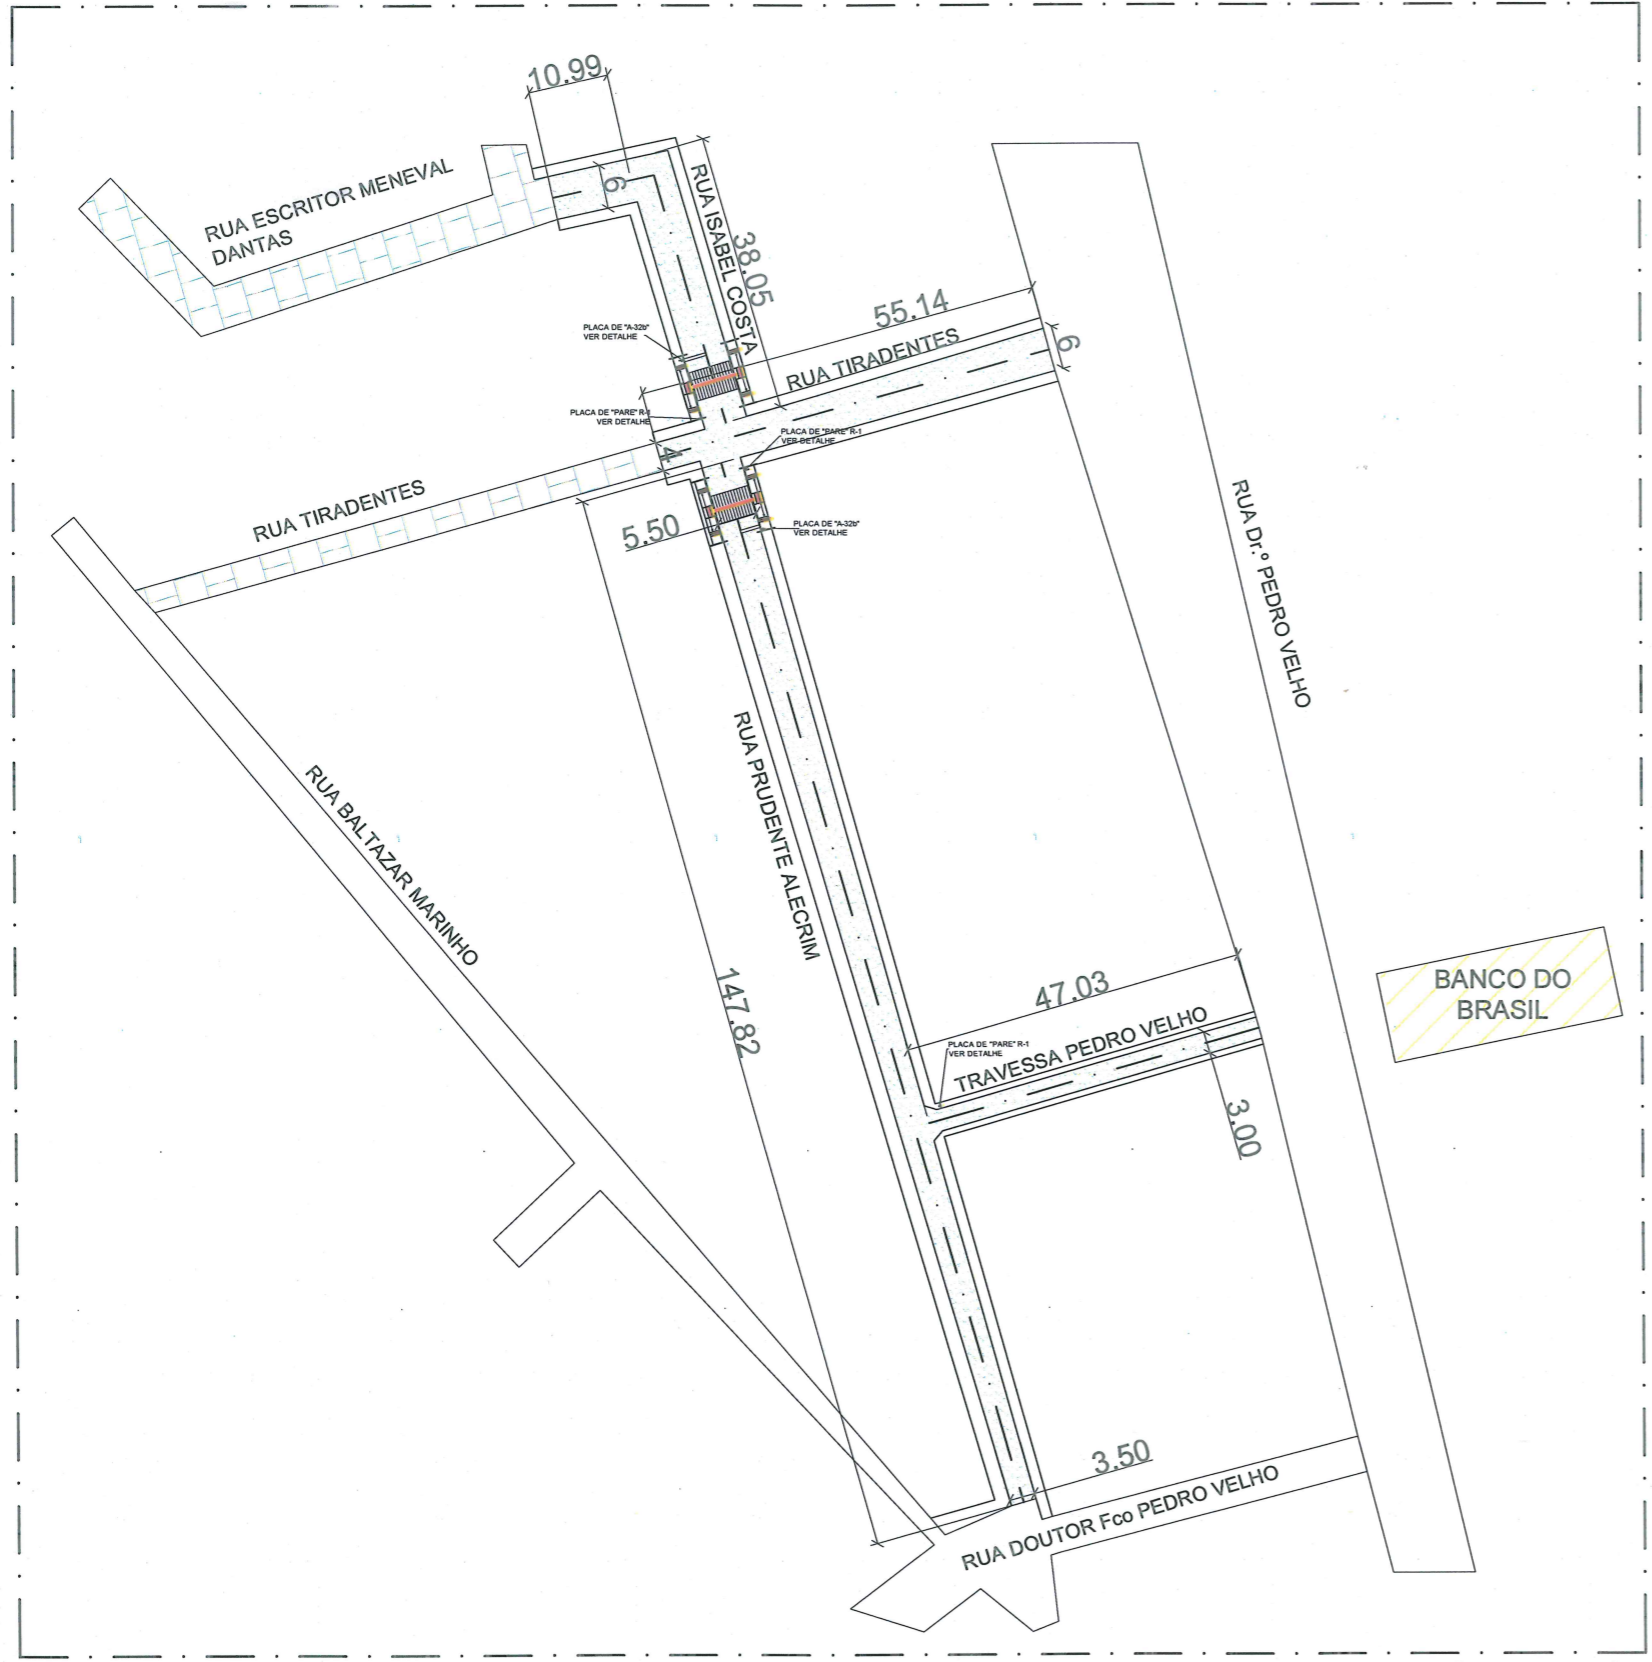 10.99
RUA ESCRITOR MENEVAL
DANTAS
6
RUA ISABEL COSTA
38.05
55.14
RUA TIRADENTES
6
PLACA DE "A-32b"
VER DETALHE
PLACA DE "PARE" R-1
VER DETALHE
PLACA DE "PARE" R-1
VER DETALHE
4
RUA TIRADENTES
5.50
PLACA DE "A-32b"
VER DETALHE
RUA Dr.º PEDRO VELHO
RUA PRUDENTE ALECRIM
RUA BALTAZAR MARINHO
147.82
47.03
BANCO DO
BRASIL
PLACA DE "PARE" R-1
VER DETALHE
TRAVESSA PEDRO VELHO
3.00
3.50
RUA DOUTOR Fco PEDRO VELHO